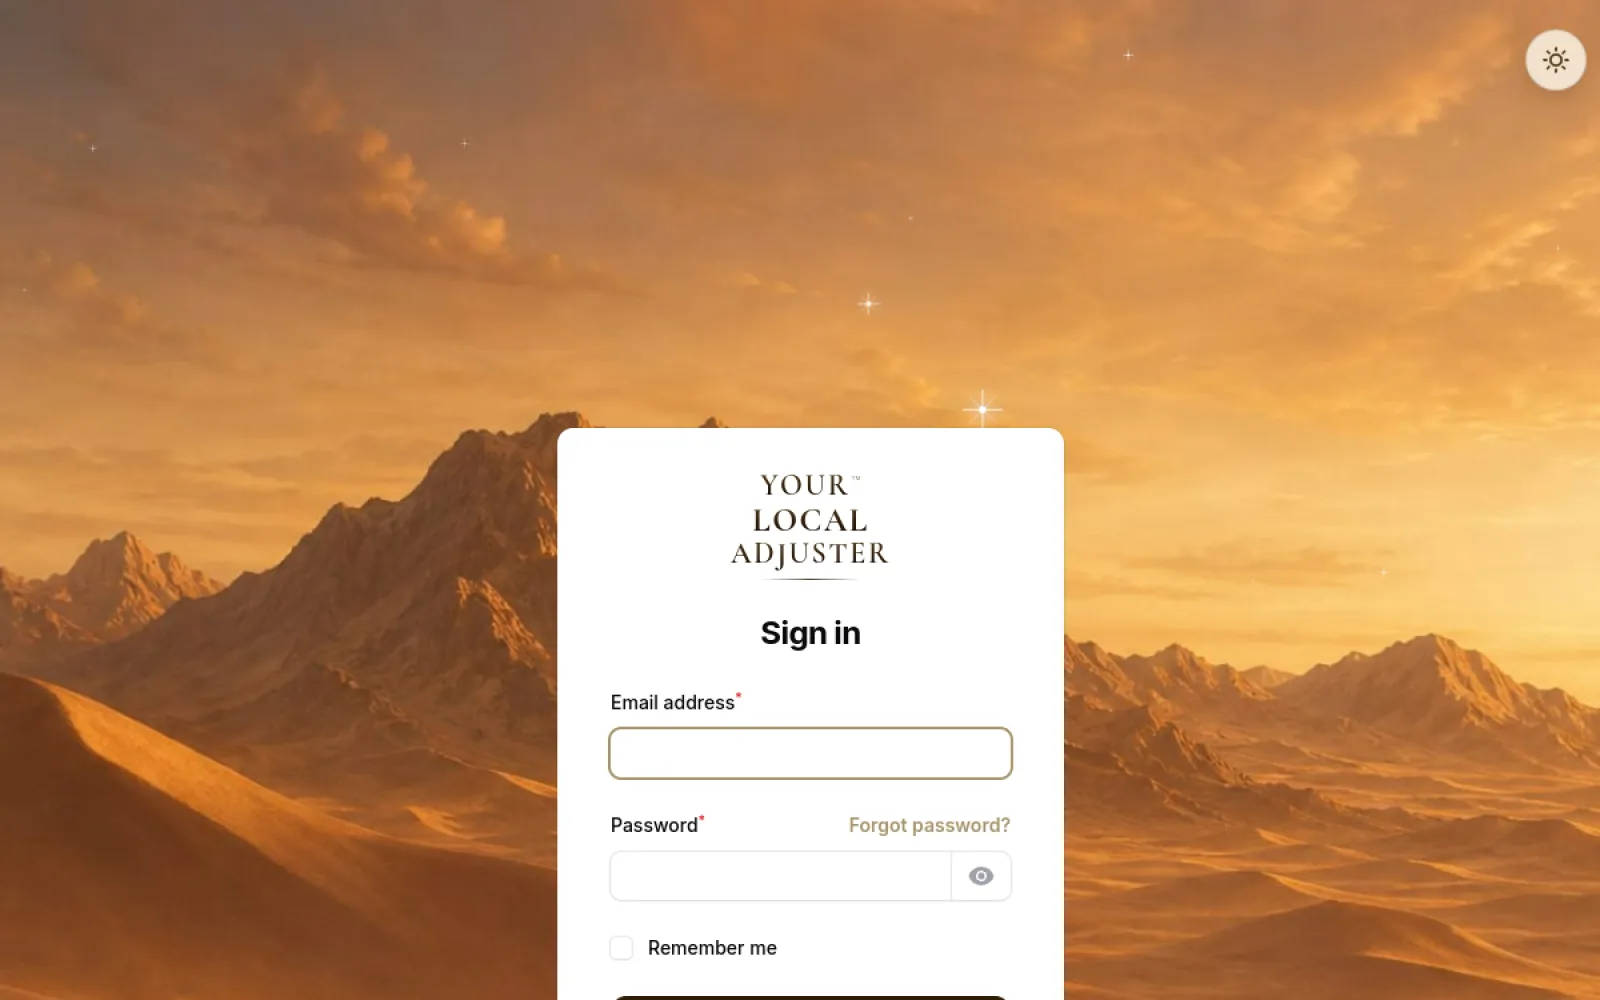 YOUR™
LOCAL
ADJUSTER
Sign in
Email address*
Password*
Forgot password?
Remember me